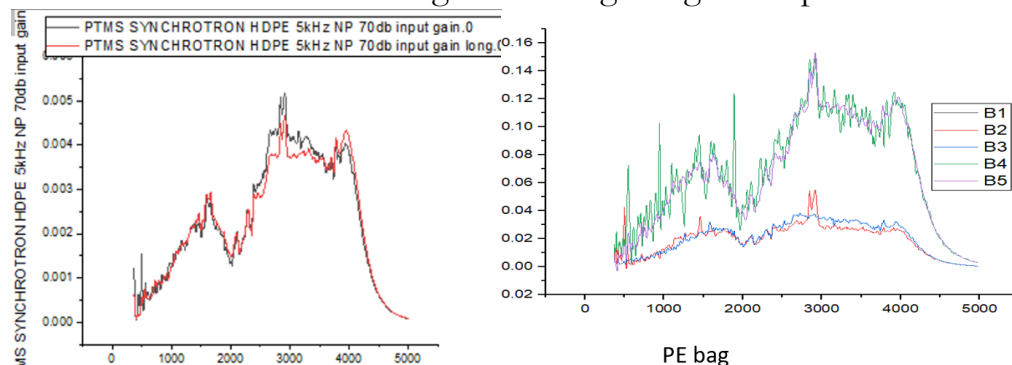 PTMS SYNCHROTRON HDPE 5kHz NP 70db input gain.0
PTMS SYNCHROTRON HDPE 5kHz NP 70db input gain long.0
MS SYNCHROTRON HDPE 5kHz NP 70db input gain
0.005
0.004
0.003
0.002
0.001
0.000
0 1000 2000 3000 4000 5000
0.16
0.14
0.12
0.10
0.08
0.06
0.04
0.02
0.00
0.02
0 1000 2000 3000 4000 5000
B1
B2
B3
B4
B5
PE bag